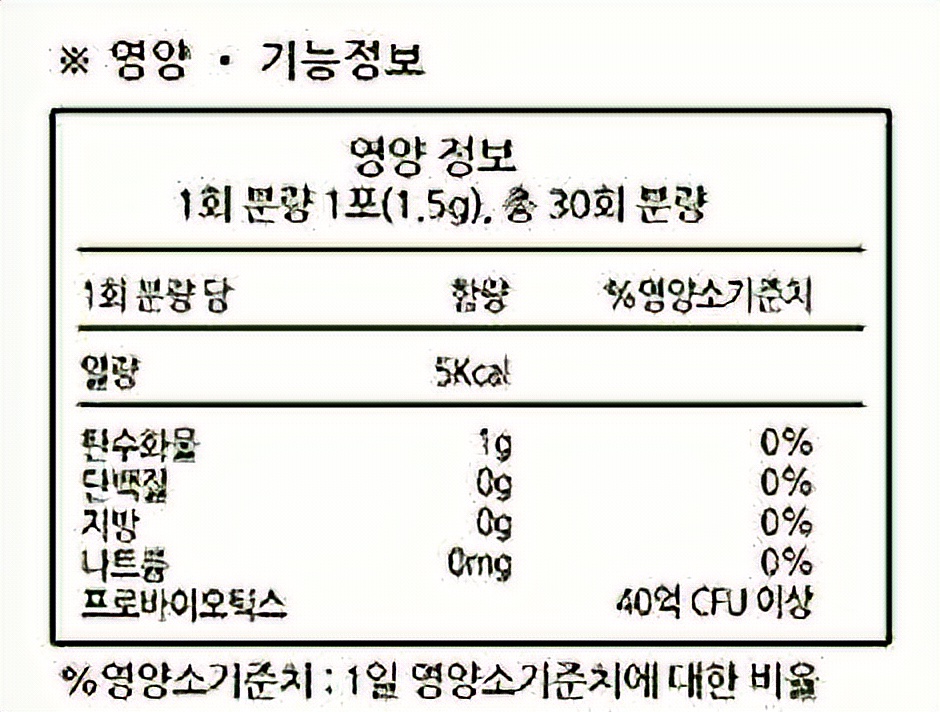 ※ 영양 · 기능정보
영양 정보
1회 분량 1포(1.5g), 총 30회 분량
1회 분량 당 함량 %영양소기준치
열량 5Kcal
탄수화물 1g 0%
단백질 0g 0%
지방 0g 0%
나트륨 0mg 0%
프로바이오틱스 40억 CFU 이상
%영양소기준치 : 1일 영양소기준치에 대한 비율